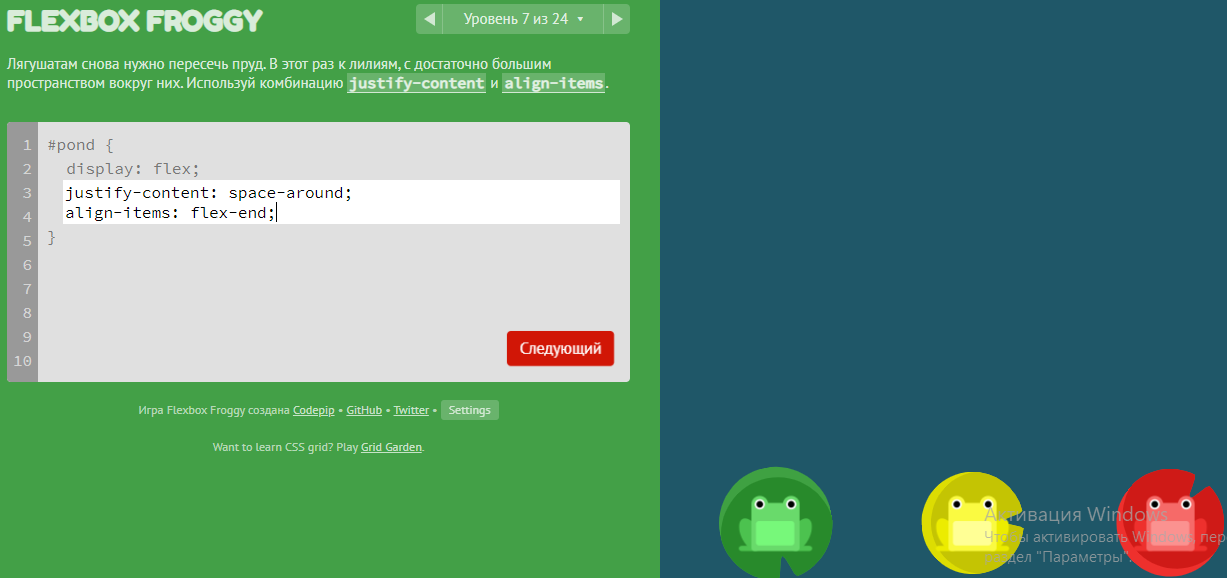 FLEXBOX FROGGY
Уровень 7 из 24
Лягушатам снова нужно пересечь пруд. В этот раз к лилиям, с достаточно большим
пространством вокруг них. Используй комбинацию justify-content и align-items.
1 #pond {
2 display: flex;
3 justify-content: space-around;
4 align-items: flex-end;
5 }
6
7
8
9
10
Следующий
Игра Flexbox Froggy создана Codepip • GitHub • Twitter • Settings
Want to learn CSS grid? Play Grid Garden.
Активация Windows
Чтобы активировать Windows, пер
раздел "Параметры".